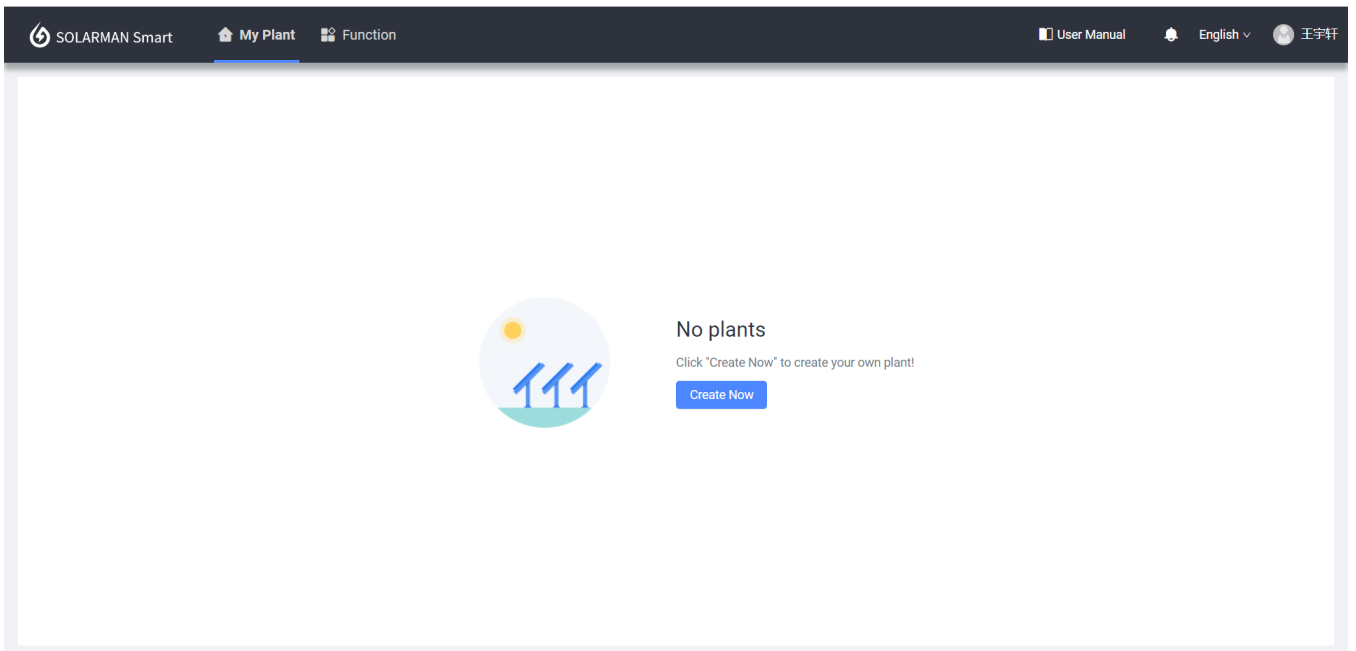 SOLARMAN Smart My Plant Function User Manual English 王宇轩
No plants
Click "Create Now" to create your own plant!
Create Now